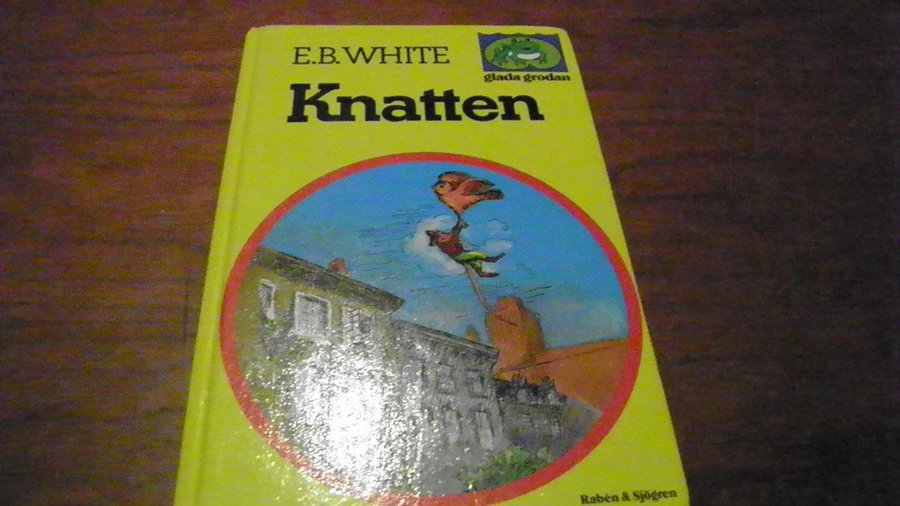 E.B. WHITE
glada grodan
Knatten
Rabén & Sjögren